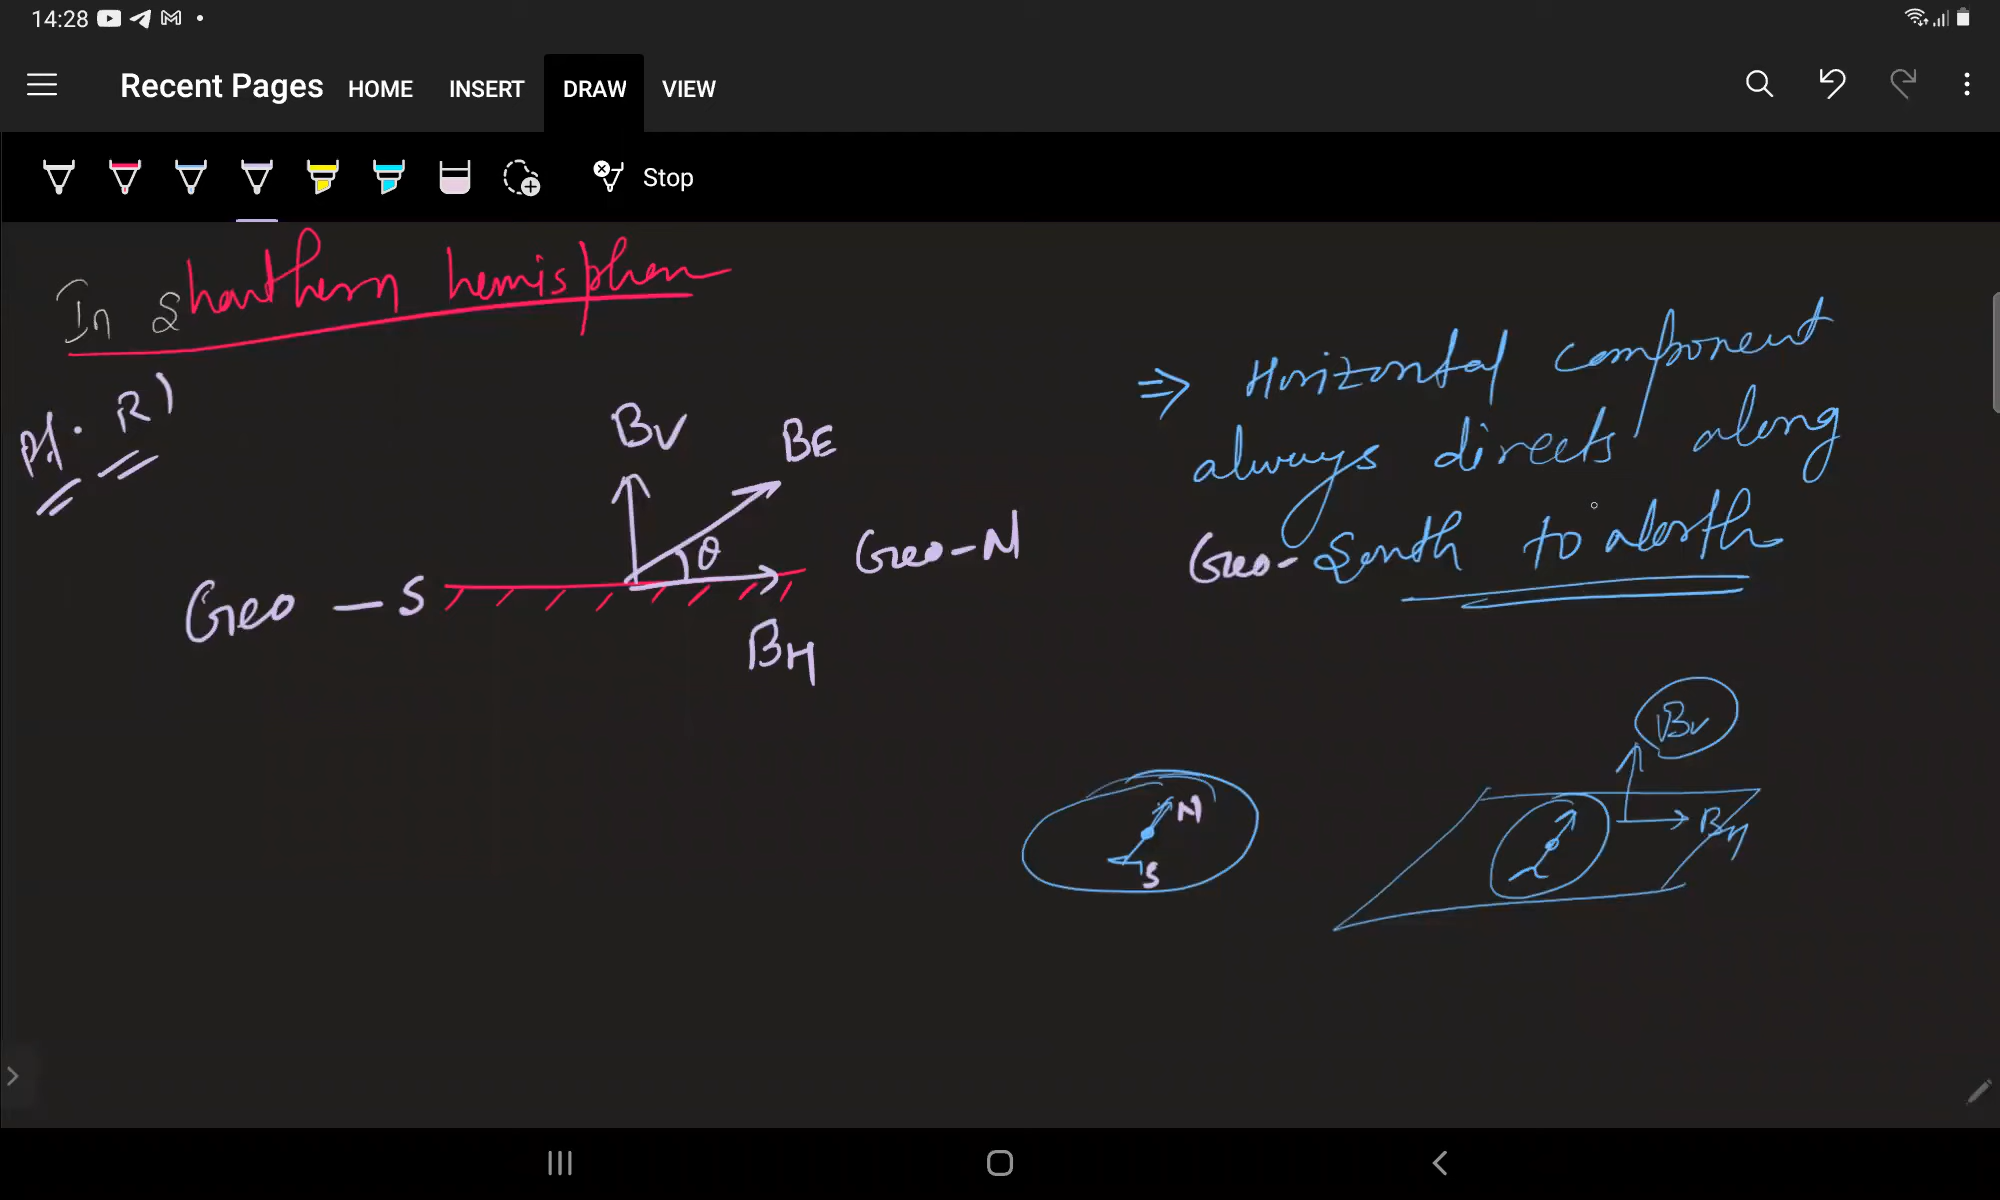 14:28
Recent Pages HOME INSERT DRAW VIEW
Stop
In Shouthern hemisphere
Pt. R)
BV
BE
θ
Geo-N
Geo - S
BH
⇒ Horizontal component
always directs along
Geo- South to North
Bv
BH
N
S